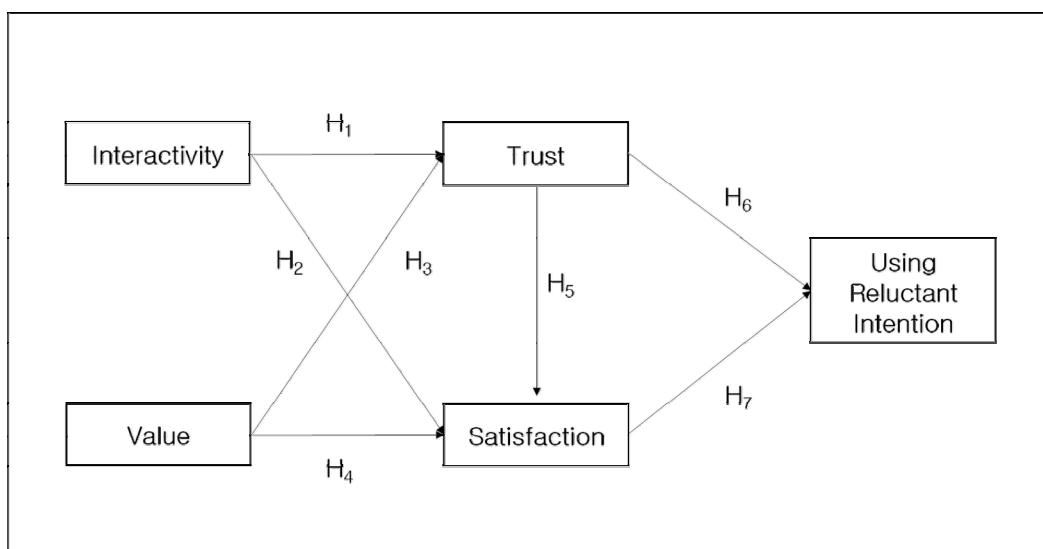 H₁
Interactivity
Trust
H₆
H₂
H₃
H₅
Using
Reluctant
Intention
H₇
Value
Satisfaction
H₄